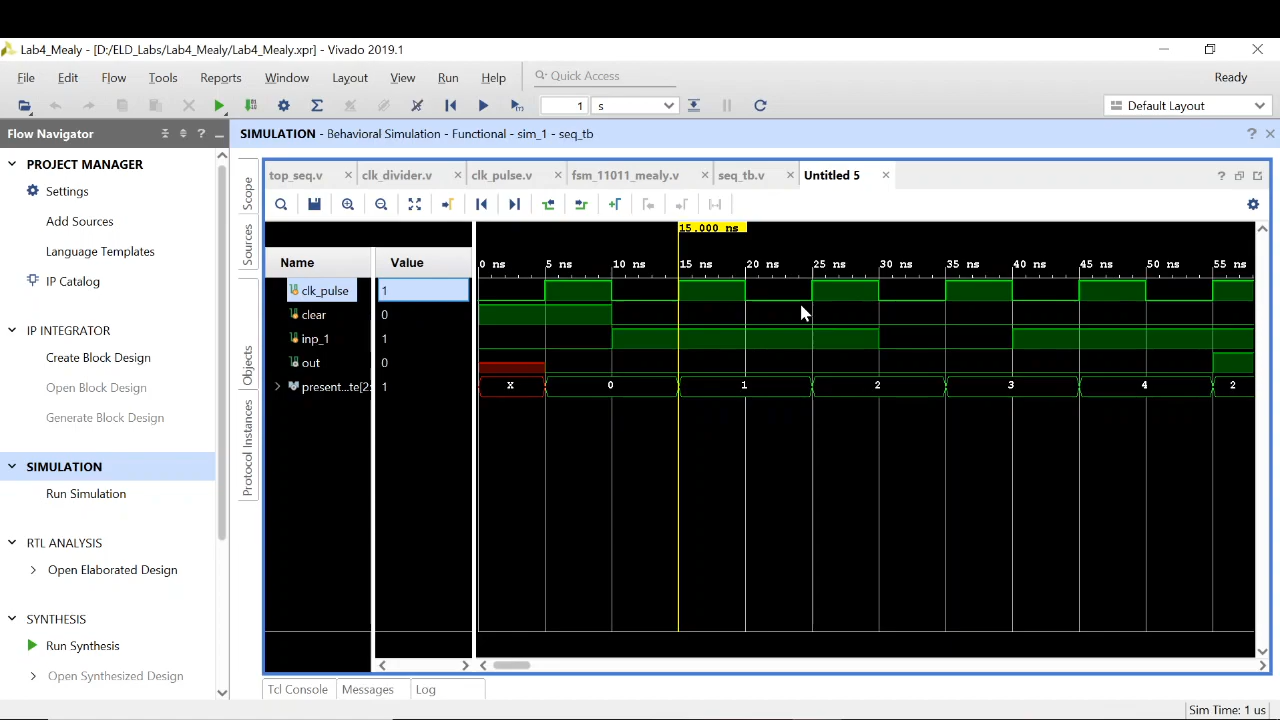 Lab4_Mealy - [D:/ELD_Labs/Lab4_Mealy/Lab4_Mealy.xpr] - Vivado 2019.1
File Edit Flow Tools Reports Window Layout View Run Help Quick Access Ready
1 s Default Layout
Flow Navigator
SIMULATION - Behavioral Simulation - Functional - sim_1 - seq_tb
PROJECT MANAGER
Settings
Add Sources
Language Templates
IP Catalog
IP INTEGRATOR
Create Block Design
Open Block Design
Generate Block Design
SIMULATION
Run Simulation
RTL ANALYSIS
Open Elaborated Design
SYNTHESIS
Run Synthesis
Open Synthesized Design
Scope
Sources
Objects
Protocol Instances
top_seq.v clk_divider.v clk_pulse.v fsm_11011_mealy.v seq_tb.v Untitled 5
15.000 ns
Name Value
0 ns 5 ns 10 ns 15 ns 20 ns 25 ns 30 ns 35 ns 40 ns 45 ns 50 ns 55 ns
clk_pulse 1
clear 0
inp_1 1
out 0
present...te[2: 1 X 0 1 2 3 4 2
Tcl Console Messages Log
Sim Time: 1 us